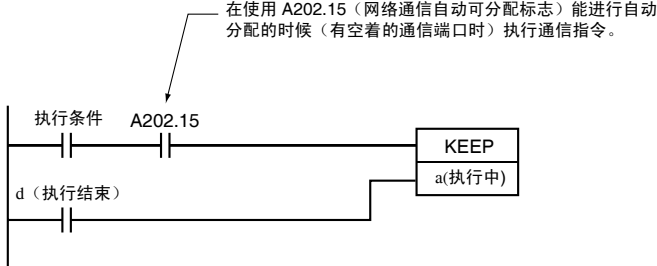 在使用 A202.15（网络通信自动可分配标志）能进行自动
分配的时候（有空着的通信端口时）执行通信指令。
执行条件
A202.15
KEEP
a(执行中)
d（执行结束）